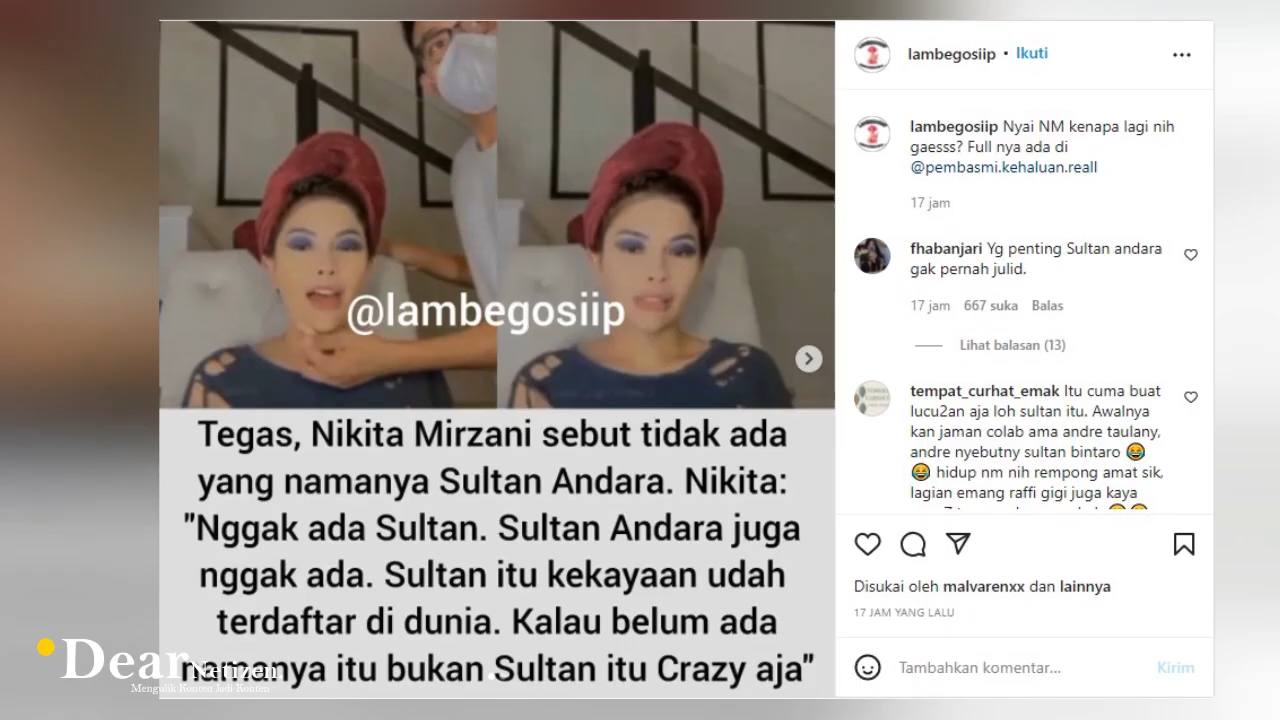 @lambegosiip
Tegas, Nikita Mirzani sebut tidak ada
yang namanya Sultan Andara. Nikita:
"Nggak ada Sultan. Sultan Andara juga
nggak ada. Sultan itu kekayaan udah
terdaftar di dunia. Kalau belum ada
itu bukan Sultan itu Crazy aja"
Dear Netizen
Mengulik Konten Jadi Konten
lambegosiip • Ikuti
lambegosiip Nyai NM kenapa lagi nih
gaesss? Full nya ada di
@pembasmi.kehaluan.reall
17 jam
fhabanjari Yg penting Sultan andara
gak pernah julid.
17 jam 667 suka Balas
Lihat balasan (13)
tempat_curhat_emak Itu cuma buat
lucu2an aja loh sultan itu. Awalnya
kan jaman colab ama andre taulany,
andre nyebutny sultan bintaro 😂
😂 hidup nm nih rempong amat sik,
lagian emang raffi gigi juga kaya
Disukai oleh malvarenxx dan lainnya
17 JAM YANG LALU
Tambahkan komentar...
Kirim